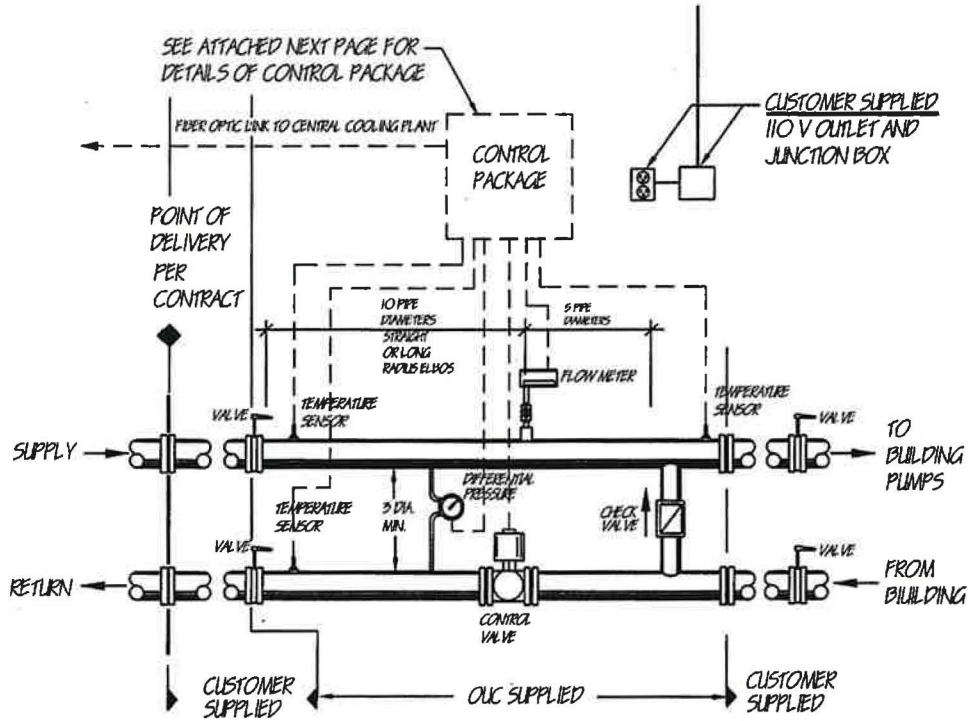 SEE ATTACHED NEXT PAGE FOR
DETAILS OF CONTROL PACKAGE
FIBER OPTIC LINK TO CENTRAL COOLING PLANT
CONTROL
PACKAGE
CUSTOMER SUPPLIED
110 V OUTLET AND
JUNCTION BOX
POINT OF
DELIVERY
PER
CONTRACT
10 PIPE
DIAMETERS
STRAIGHT
OR LONG
RADIUS ELBOS
5 PIPE
DIAMETERS
FLOW METER
VALVE
TEMPERATURE
SENSOR
TEMPERATURE
SENSOR
VALVE
SUPPLY
TO
BUILDING
PUMPS
DIFFERENTIAL
PRESSURE
TEMPERATURE
SENSOR
3 DIA.
MIN.
CHECK
VALVE
VALVE
VALVE
RETURN
FROM
BIULDING
CONTROL
VALVE
CUSTOMER
SUPPLIED
OUC SUPPLIED
CUSTOMER
SUPPLIED